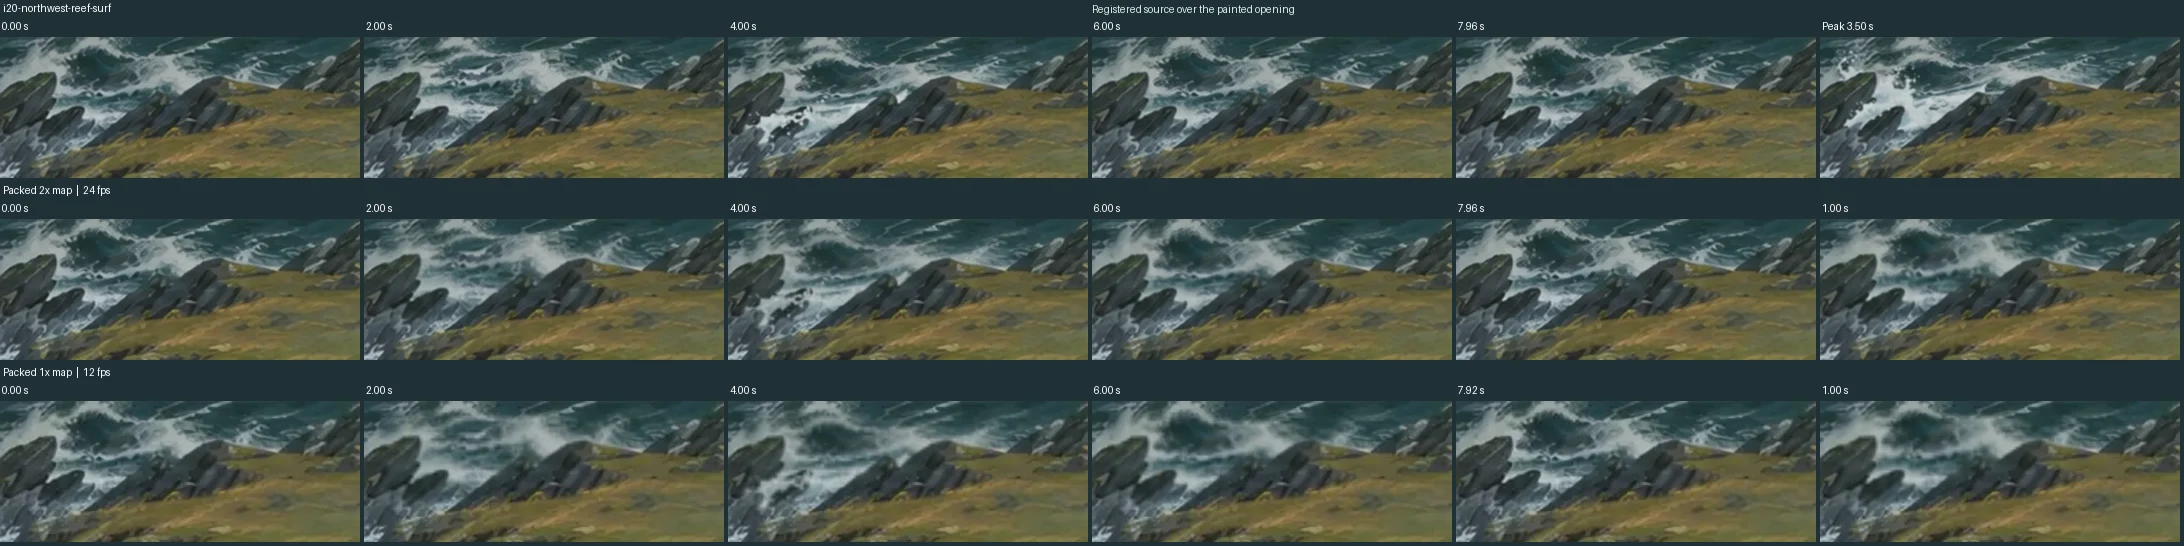 i20-northwest-reef-surf
Registered source over the painted opening
0.00 s
2.00 s
4.00 s
6.00 s
7.96 s
Peak 3.50 s
Packed 2x map | 24 fps
0.00 s
2.00 s
4.00 s
6.00 s
7.96 s
1.00 s
Packed 1x map | 12 fps
0.00 s
2.00 s
4.00 s
6.00 s
7.92 s
1.00 s